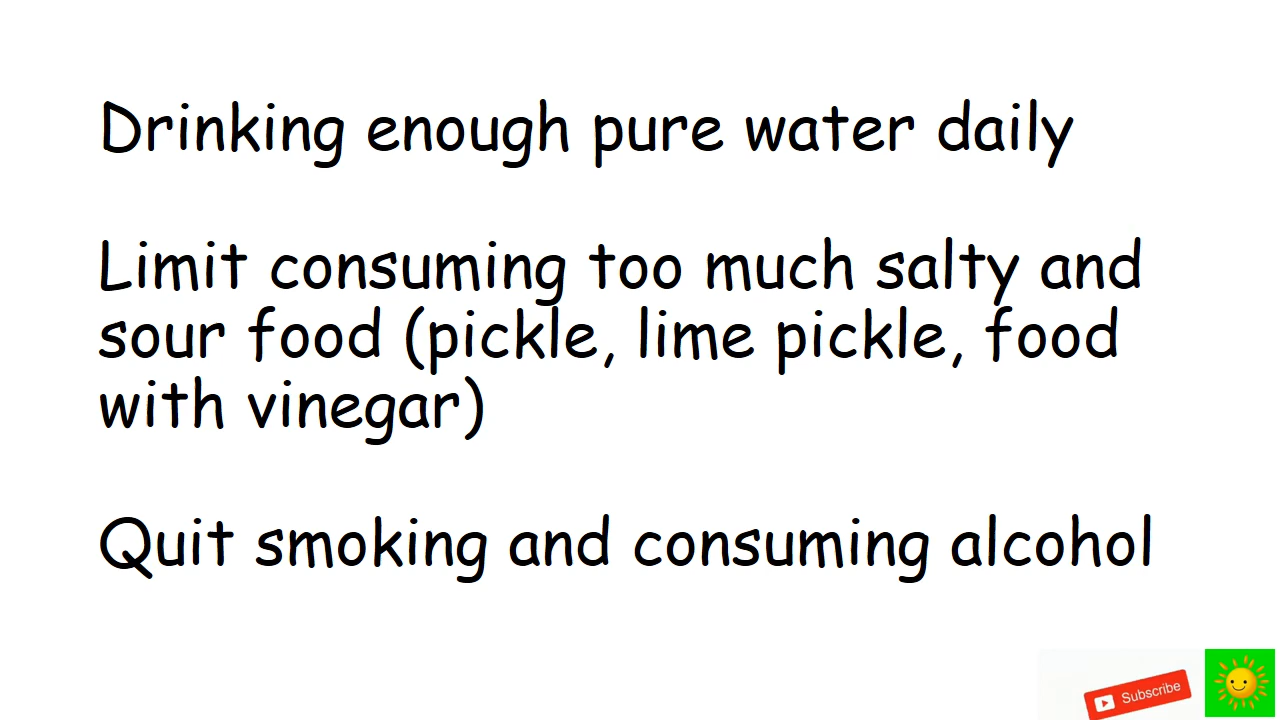 Drinking enough pure water daily
Limit consuming too much salty and
sour food (pickle, lime pickle, food
with vinegar)
Quit smoking and consuming alcohol
Subscribe